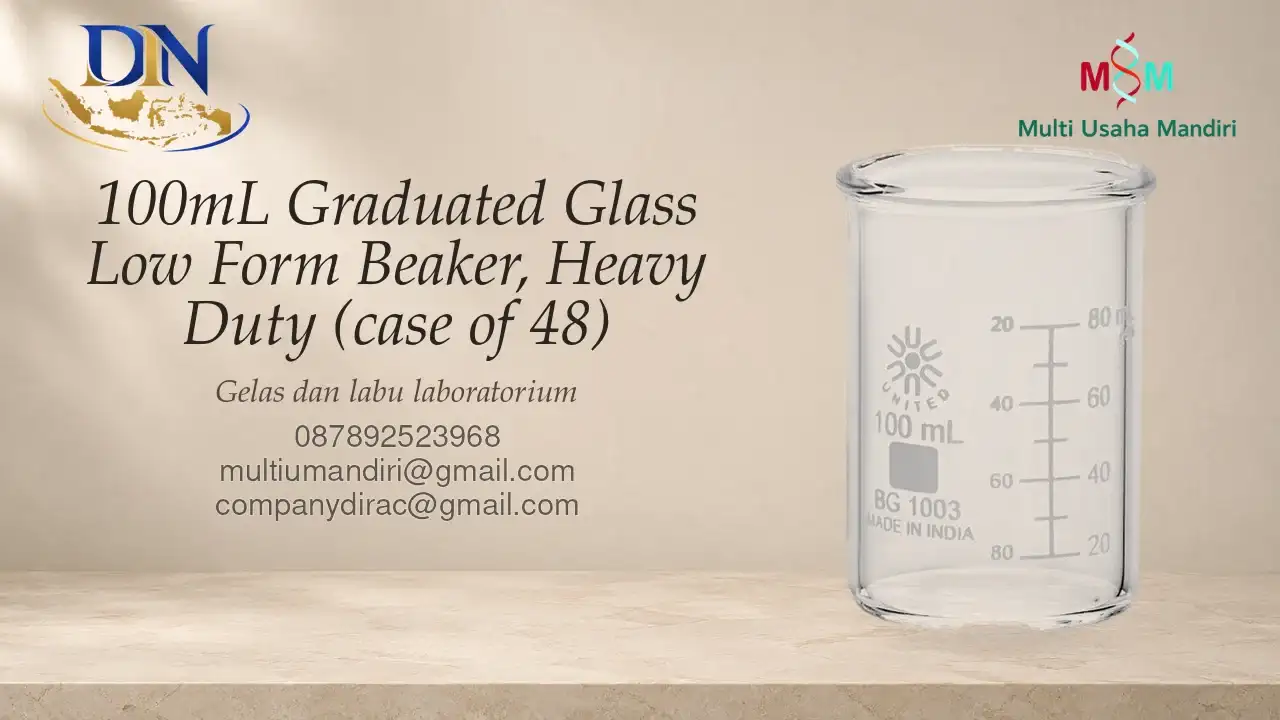 DIN
MSM
Multi Usaha Mandiri
100mL Graduated Glass
Low Form Beaker, Heavy
Duty (case of 48)
Gelas dan labu laboratorium
087892523968
multiumandiri@gmail.com
companydirac@gmail.com
UNITED
100 mL
BG 1003
MADE IN INDIA
20 80
40 60
60 40
80 20